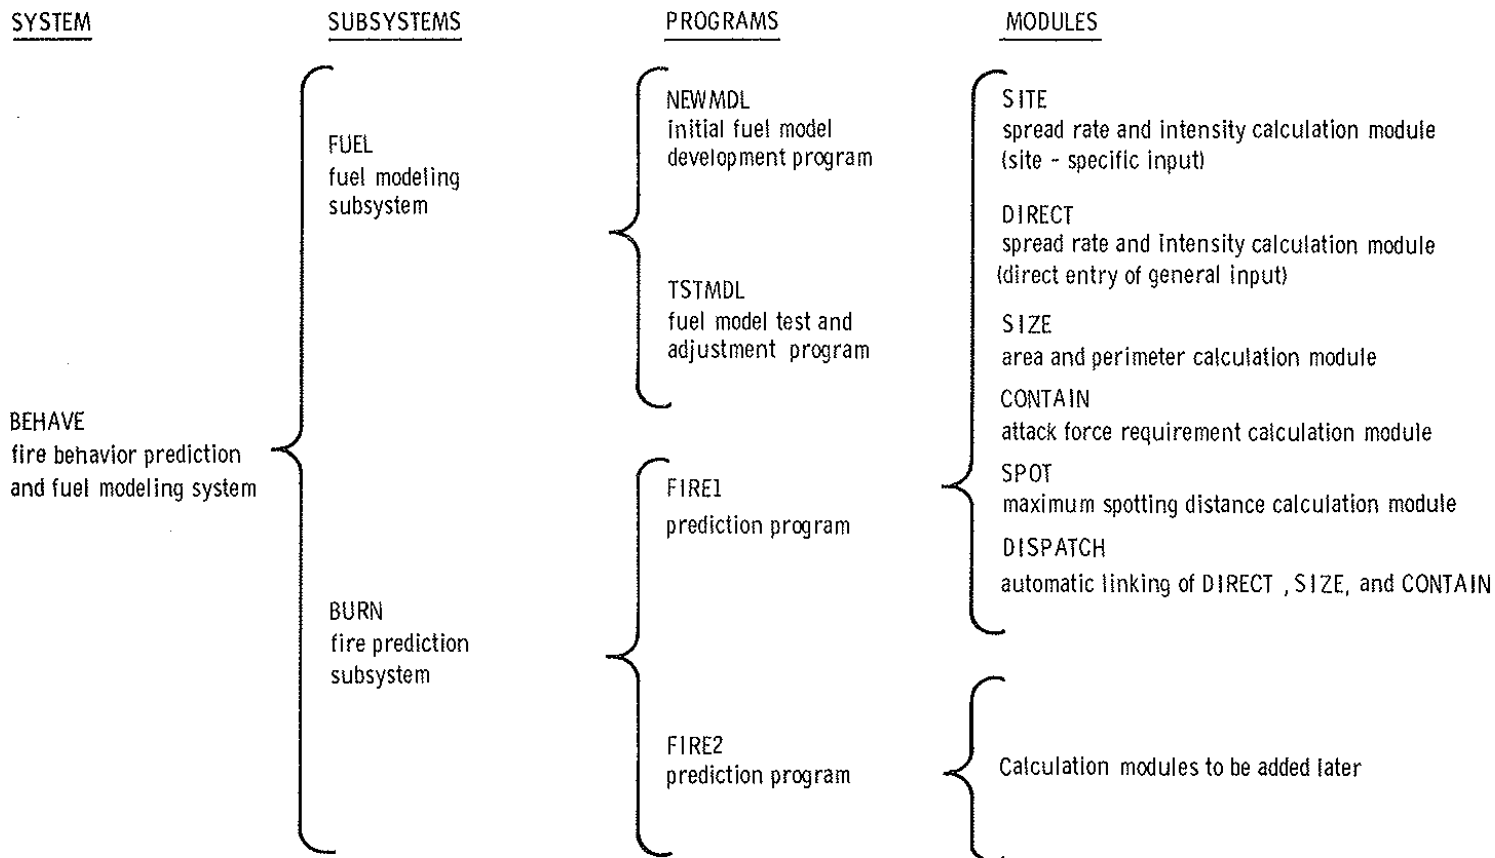 SYSTEM
SUBSYSTEMS
PROGRAMS
MODULES
BEHAVE
fire behavior prediction
and fuel modeling system
FUEL
fuel modeling
subsystem
BURN
fire prediction
subsystem
NEWMDL
initial fuel model
development program
TSTMDL
fuel model test and
adjustment program
FIRE1
prediction program
FIRE2
prediction program
SITE
spread rate and intensity calculation module
(site - specific input)
DIRECT
spread rate and intensity calculation module
(direct entry of general input)
SIZE
area and perimeter calculation module
CONTAIN
attack force requirement calculation module
SPOT
maximum spotting distance calculation module
DISPATCH
automatic linking of DIRECT , SIZE, and CONTAIN
Calculation modules to be added later